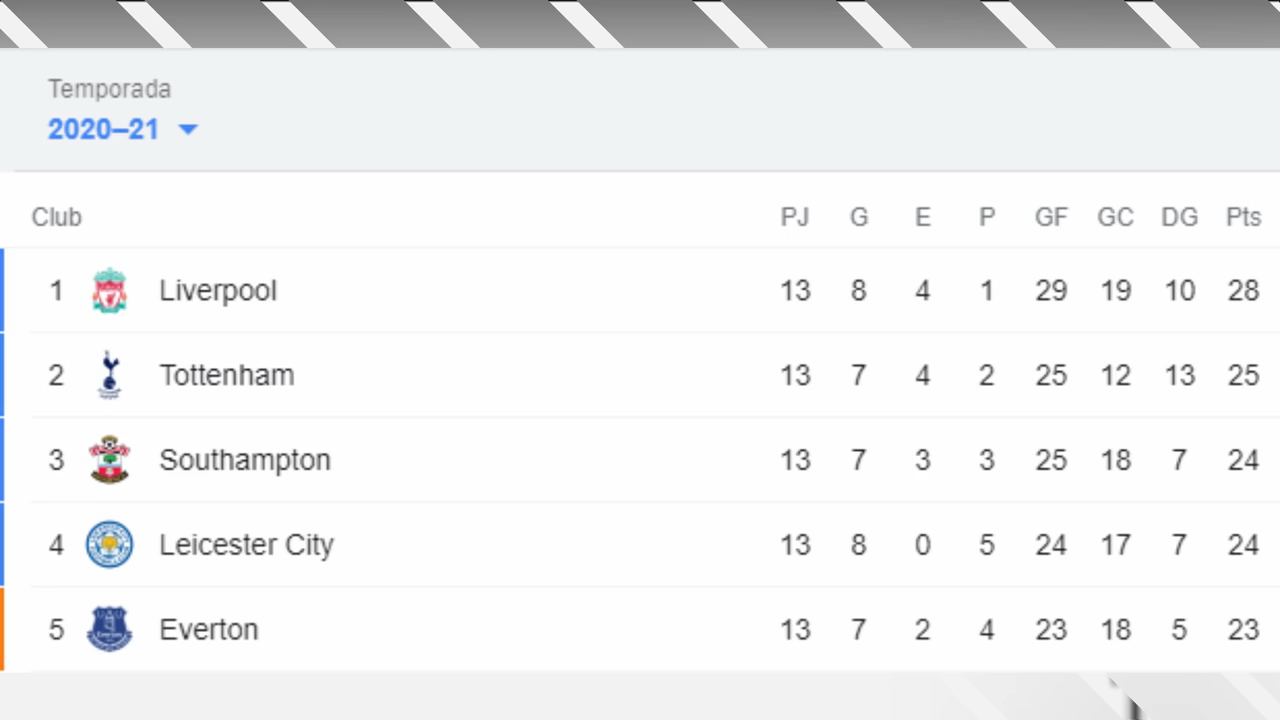 Temporada
2020–21
Club PJ G E P GF GC DG Pts
1 Liverpool 13 8 4 1 29 19 10 28
2 Tottenham 13 7 4 2 25 12 13 25
3 Southampton 13 7 3 3 25 18 7 24
4 Leicester City 13 8 0 5 24 17 7 24
5 Everton 13 7 2 4 23 18 5 23